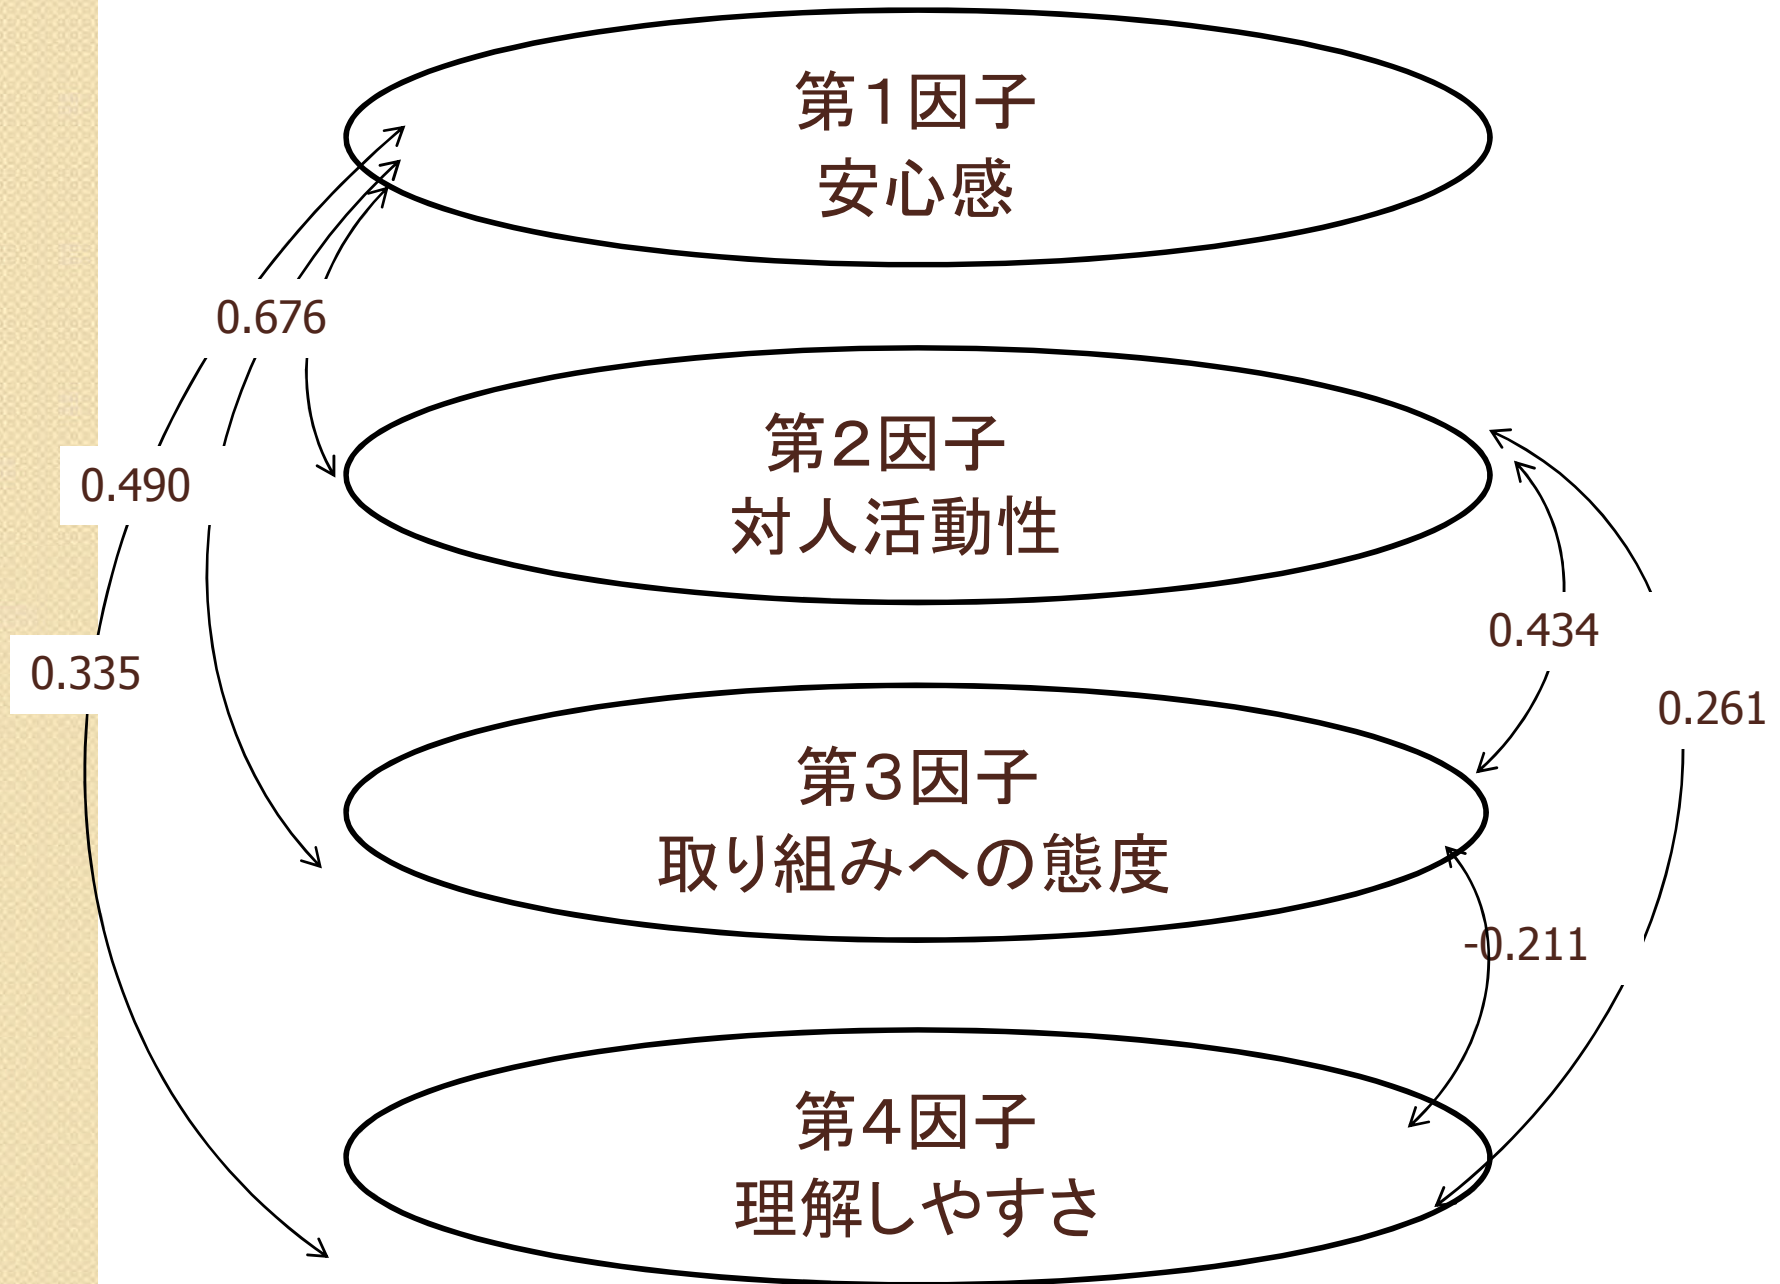 第１因子
安心感
0.676
第２因子
対人活動性
0.490
0.434
0.335
0.261
第３因子
取り組みへの態度
-0.211
第４因子
理解しやすさ